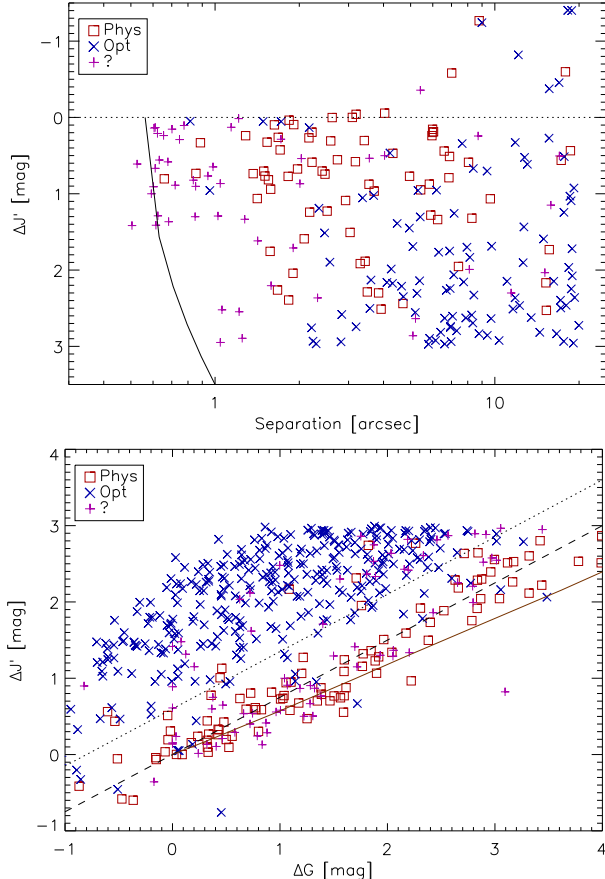 -1
0
1
2
3
ΔJ' [mag]
Phys
Opt
?
1
10
Separation [arcsec]
4
3
2
1
0
-1
ΔJ' [mag]
Phys
Opt
?
-1
0
1
2
3
4
ΔG [mag]